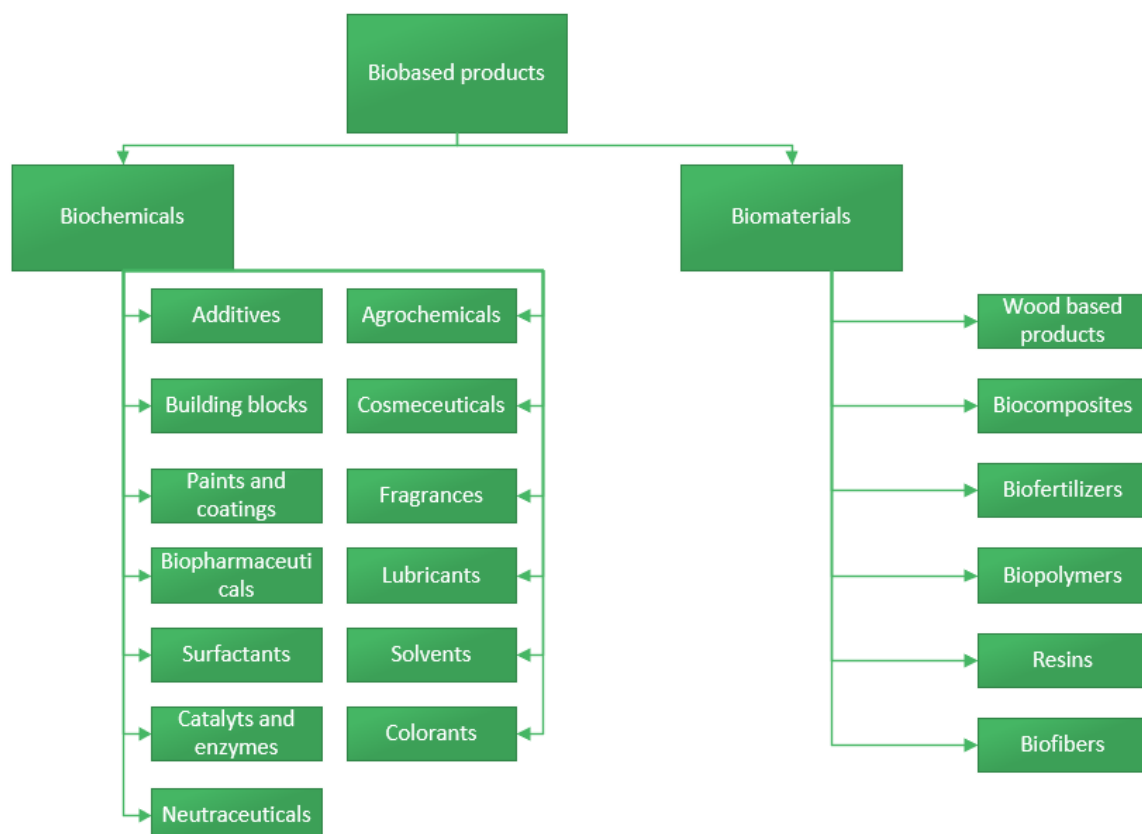 Biobased products
Biochemicals
Biomaterials
Additives
Agrochemicals
Building blocks
Cosmeceuticals
Paints and
coatings
Fragrances
Biopharmaceuti
cals
Lubricants
Surfactants
Solvents
Catalyts and
enzymes
Colorants
Neutraceuticals
Wood based
products
Biocomposites
Biofertilizers
Biopolymers
Resins
Biofibers